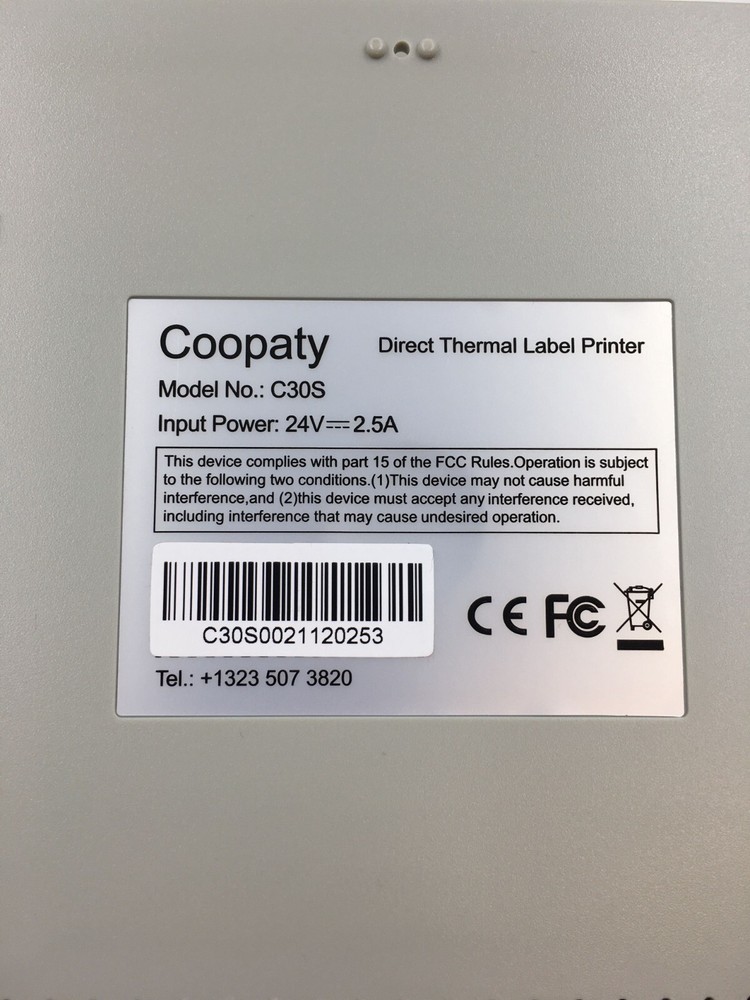 Coopaty
Direct Thermal Label Printer
Model No.: C30S
Input Power: 24V⎓2.5A
This device complies with part 15 of the FCC Rules.Operation is subject
to the following two conditions.(1)This device may not cause harmful
interference,and (2)this device must accept any interference received,
including interference that may cause undesired operation.
C30S0021120253
CE FC
Tel.: +1323 507 3820